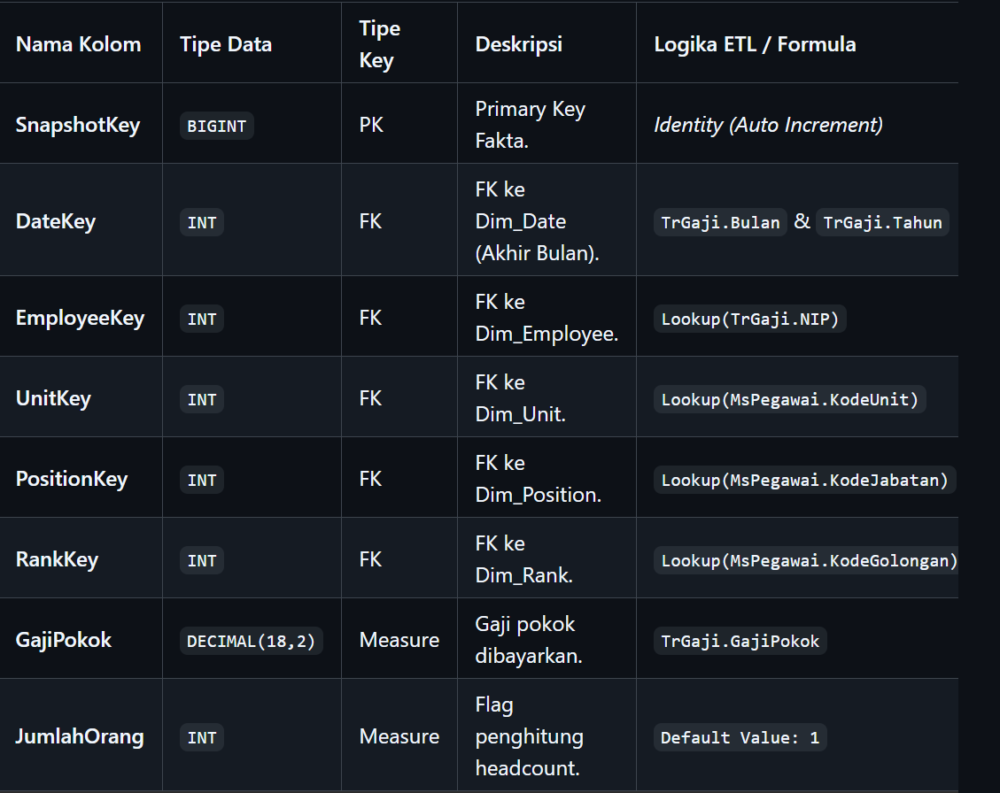 Nama Kolom Tipe Data Tipe Key Deskripsi Logika ETL / Formula
SnapshotKey BIGINT PK Primary Key Fakta. Identity (Auto Increment)
DateKey INT FK FK ke Dim_Date (Akhir Bulan). TrGaji.Bulan & TrGaji.Tahun
EmployeeKey INT FK FK ke Dim_Employee. Lookup(TrGaji.NIP)
UnitKey INT FK FK ke Dim_Unit. Lookup(MsPegawai.KodeUnit)
PositionKey INT FK FK ke Dim_Position. Lookup(MsPegawai.KodeJabatan)
RankKey INT FK FK ke Dim_Rank. Lookup(MsPegawai.KodeGolongan)
GajiPokok DECIMAL(18,2) Measure Gaji pokok dibayarkan. TrGaji.GajiPokok
JumlahOrang INT Measure Flag penghitung headcount. Default Value: 1